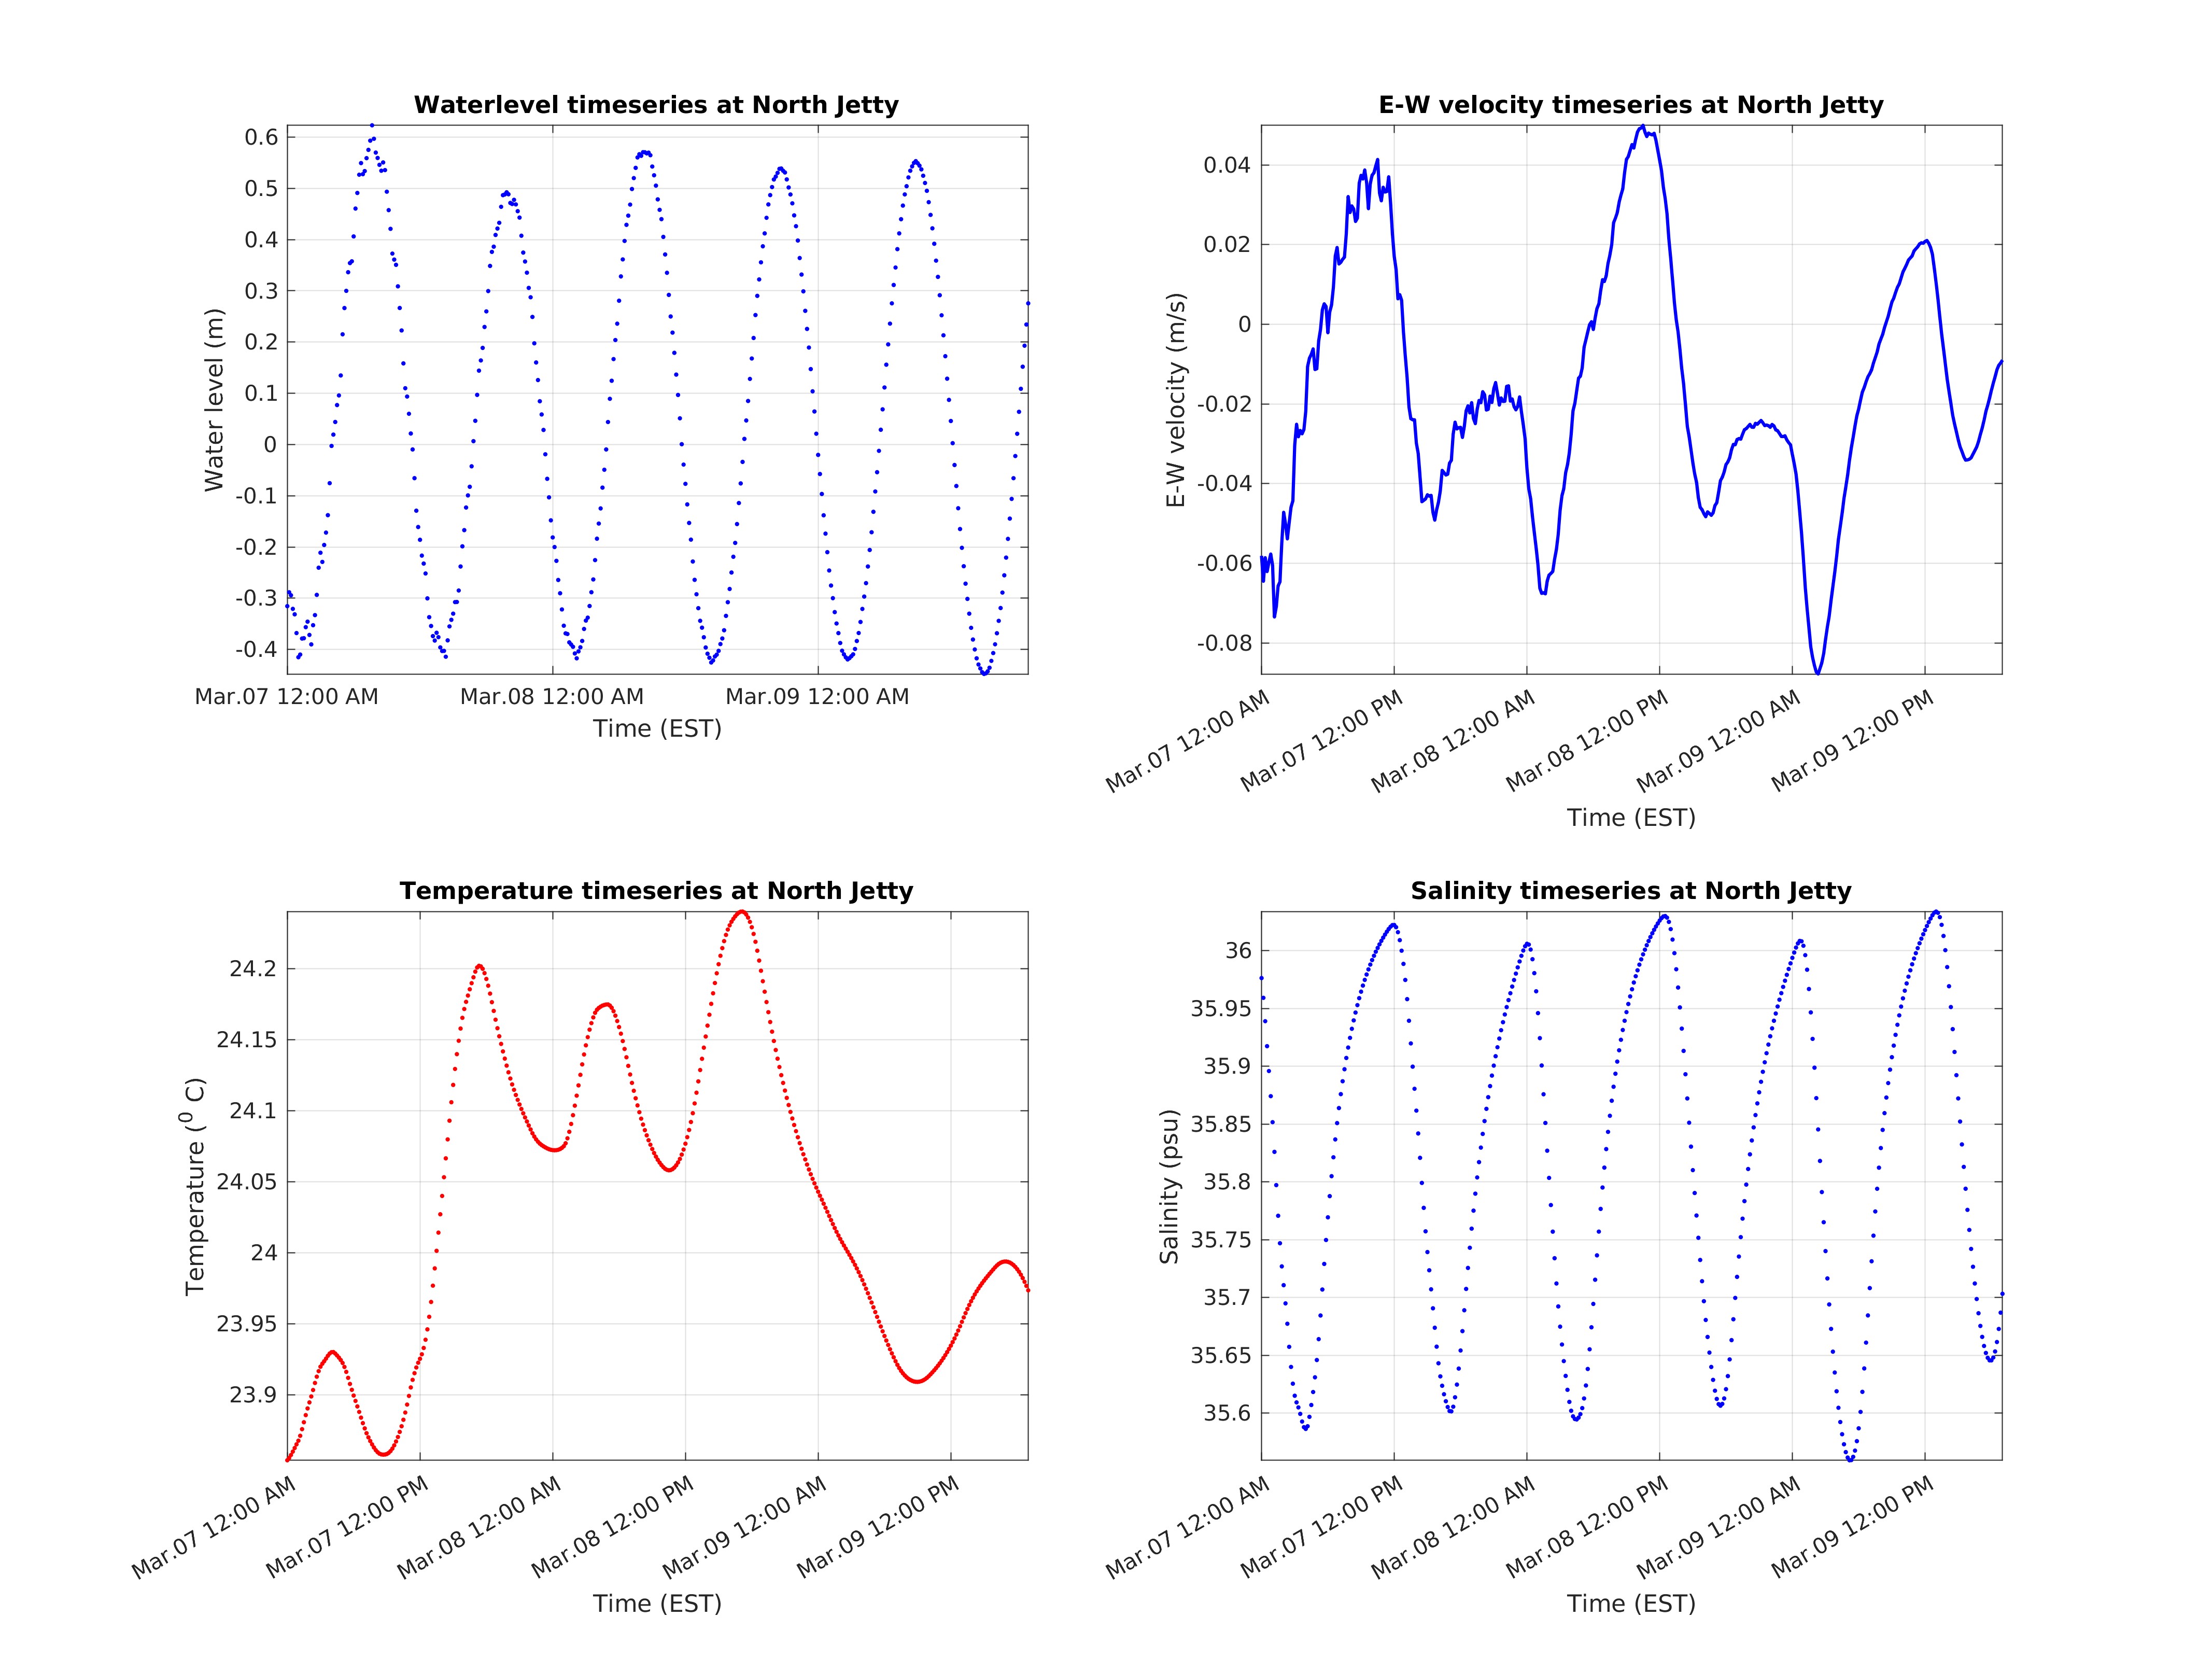 Waterlevel timeseries at North Jetty
0.6
0.5
0.4
0.3
0.2
0.1
0
-0.1
-0.2
-0.3
-0.4
Water level (m)
Mar.07 12:00 AM
Mar.08 12:00 AM
Mar.09 12:00 AM
Time (EST)
E-W velocity timeseries at North Jetty
0.04
0.02
0
-0.02
-0.04
-0.06
-0.08
E-W velocity (m/s)
Mar.07 12:00 AM
Mar.07 12:00 PM
Mar.08 12:00 AM
Mar.08 12:00 PM
Mar.09 12:00 AM
Mar.09 12:00 PM
Time (EST)
Temperature timeseries at North Jetty
24.2
24.15
24.1
24.05
24
23.95
23.9
Temperature (⁰ C)
Mar.07 12:00 AM
Mar.07 12:00 PM
Mar.08 12:00 AM
Mar.08 12:00 PM
Mar.09 12:00 AM
Mar.09 12:00 PM
Time (EST)
Salinity timeseries at North Jetty
36
35.95
35.9
35.85
35.8
35.75
35.7
35.65
35.6
Salinity (psu)
Mar.07 12:00 AM
Mar.07 12:00 PM
Mar.08 12:00 AM
Mar.08 12:00 PM
Mar.09 12:00 AM
Mar.09 12:00 PM
Time (EST)